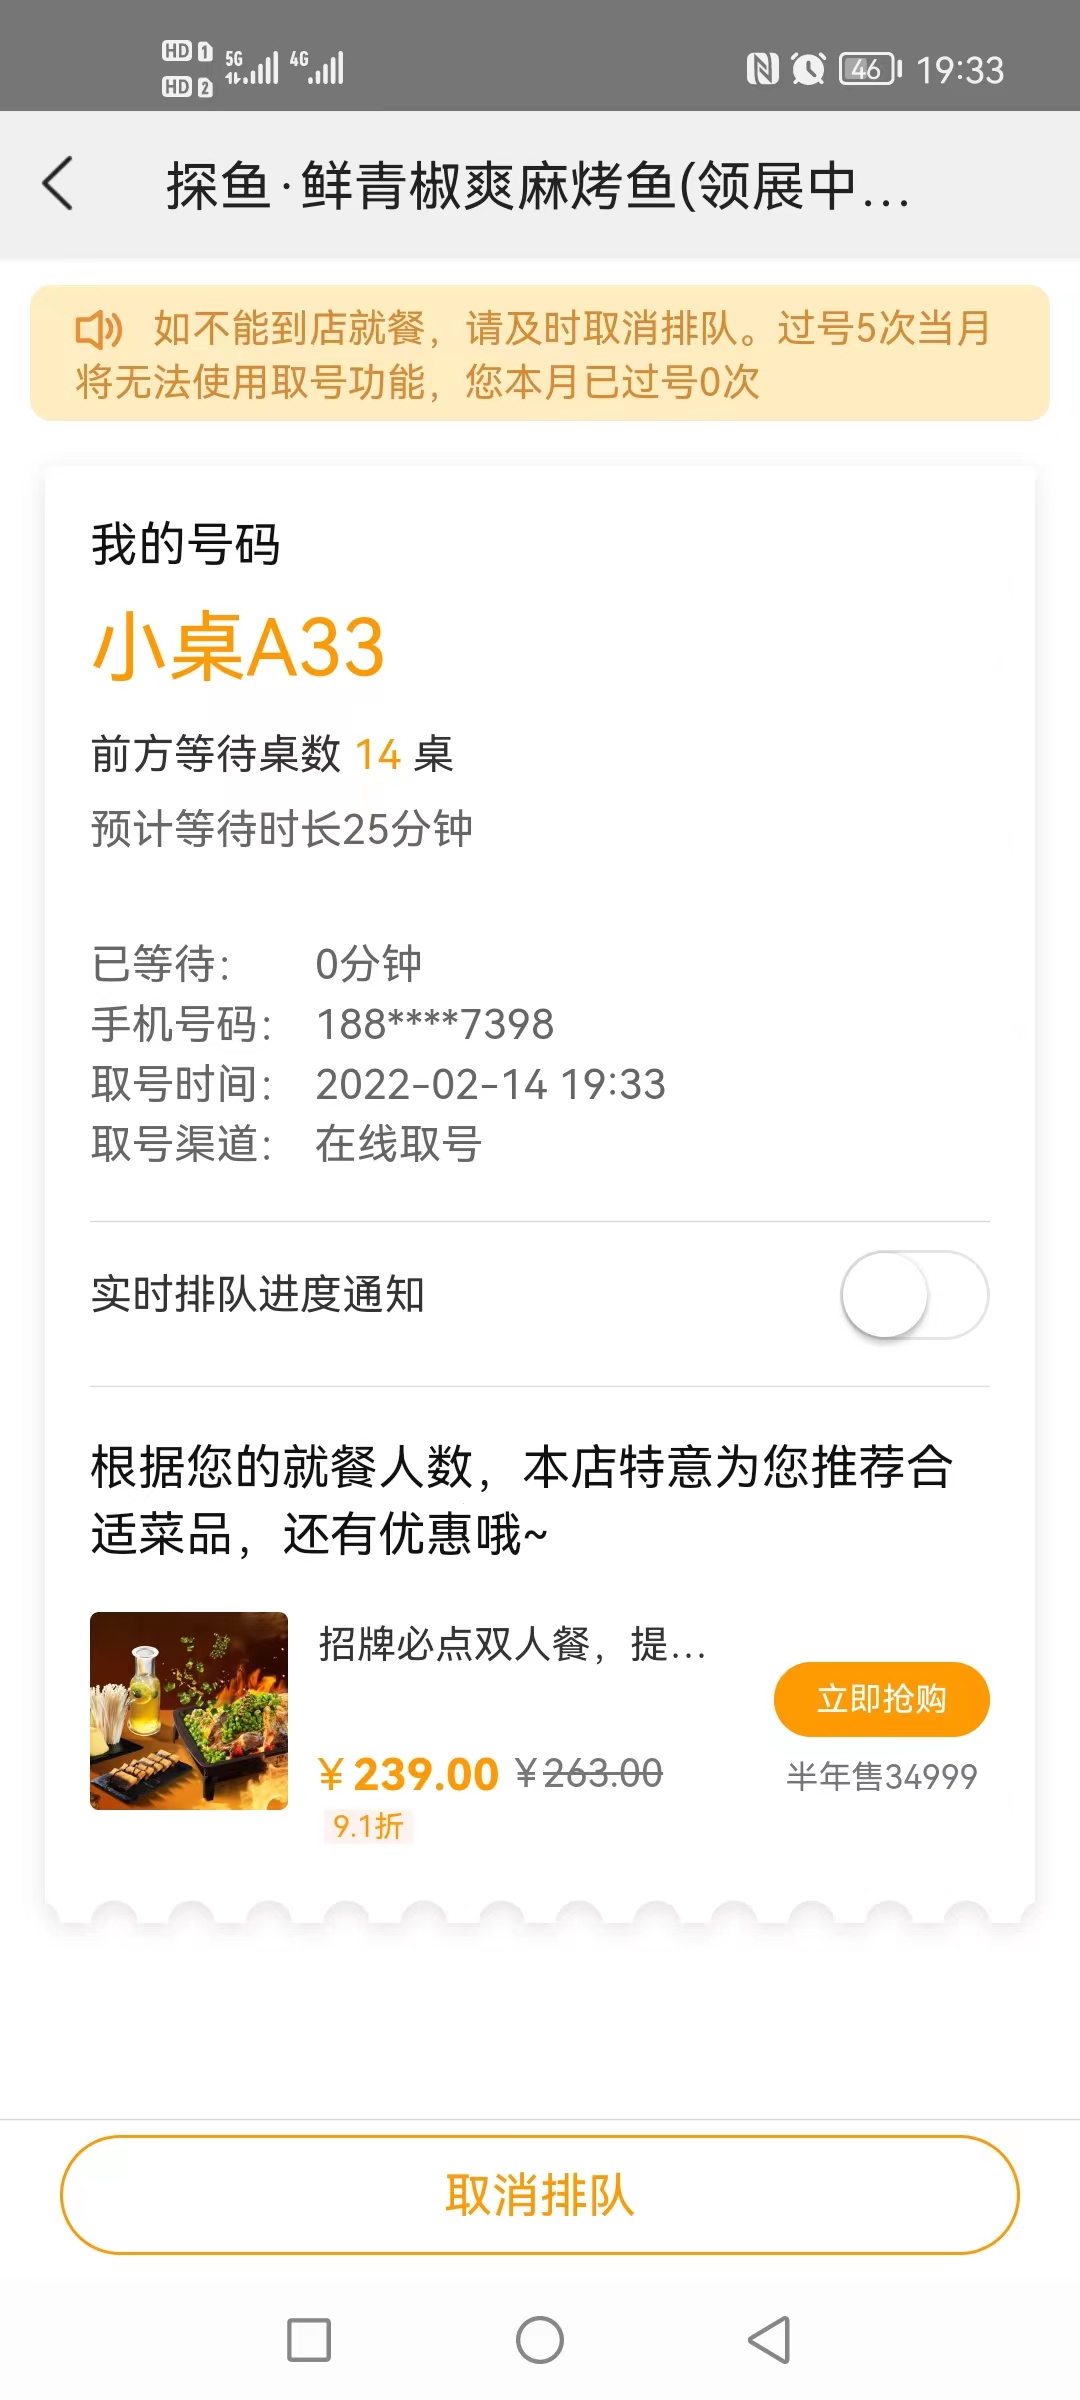 HD 1 5G 4G
HD 2
46 19:33
探鱼·鲜青椒爽麻烤鱼(领展中...
如不能到店就餐，请及时取消排队。过号5次当月
将无法使用取号功能，您本月已过号0次
我的号码
小桌A33
前方等待桌数 14 桌
预计等待时长25分钟
已等待： 0分钟
手机号码： 188****7398
取号时间： 2022-02-14 19:33
取号渠道： 在线取号
实时排队进度通知
根据您的就餐人数，本店特意为您推荐合
适菜品，还有优惠哦~
招牌必点双人餐，提...
立即抢购
￥239.00 ￥263.00
半年售34999
9.1折
取消排队